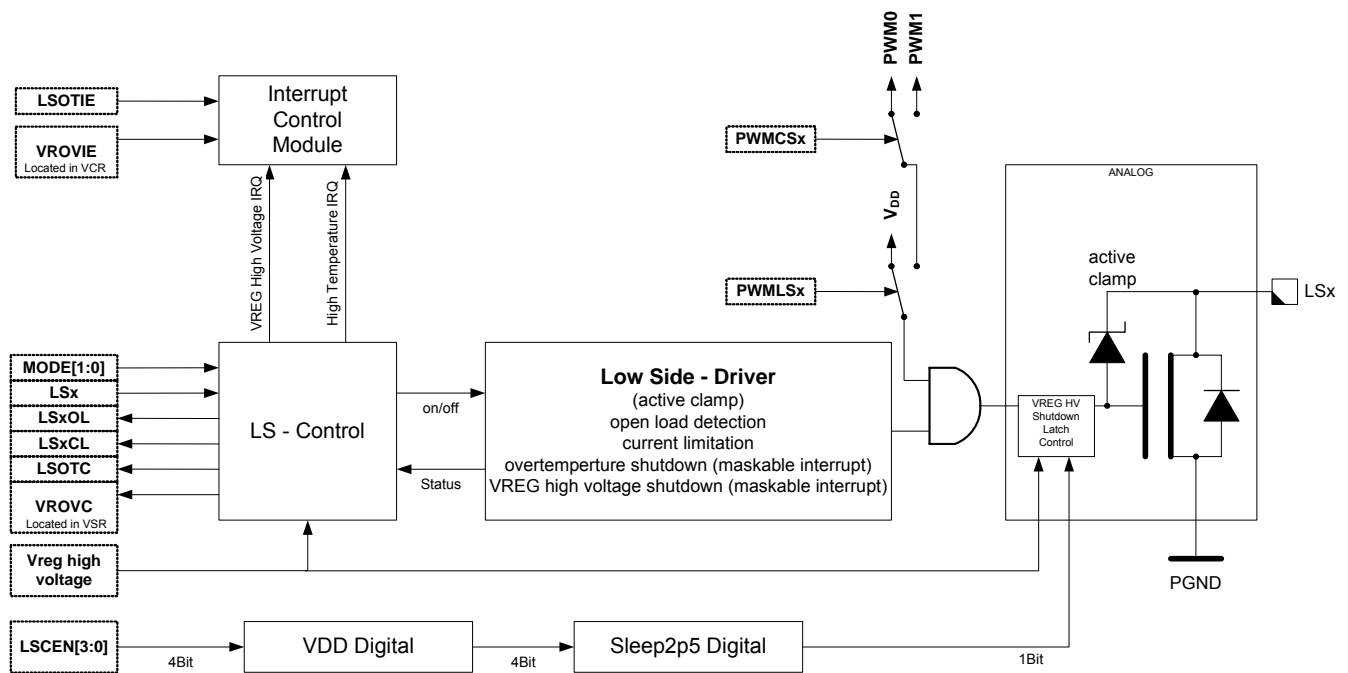 PWM0
PWM1
LSOTIE
VROVIE
Located in VCR
Interrupt
Control
Module
PWMCSx
VREG High Voltage IRQ
High Temperature IRQ
VDD
PWMLSx
ANALOG
active
clamp
LSx
MODE[1:0]
LSx
LSxOL
LSxCL
LSOTC
VROVC
Located in VSR
LS - Control
on/off
Status
Low Side - Driver
(active clamp)
open load detection
current limitation
overtemperture shutdown (maskable interrupt)
VREG high voltage shutdown (maskable interrupt)
VREG HV
Shutdown
Latch
Control
Vreg high
voltage
PGND
LSCEN[3:0]
4Bit
VDD Digital
4Bit
Sleep2p5 Digital
1Bit